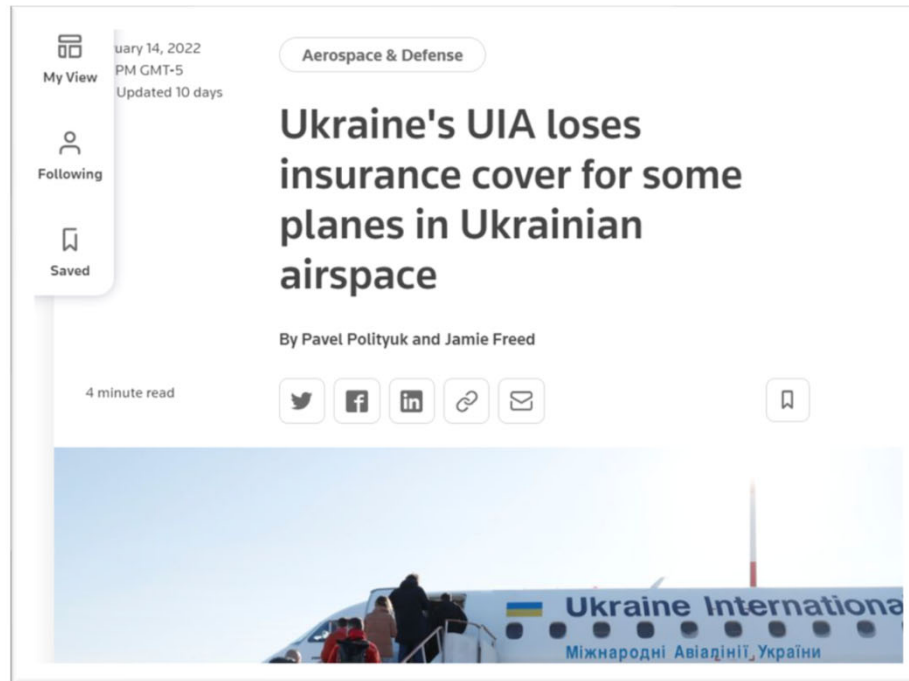 My View
Following
Saved
uary 14, 2022
PM GMT-5
Updated 10 days
4 minute read
Aerospace & Defense
Ukraine's UIA loses
insurance cover for some
planes in Ukrainian
airspace
By Pavel Polityuk and Jamie Freed
Ukraine Internationa
Міжнародні Авіалінії України